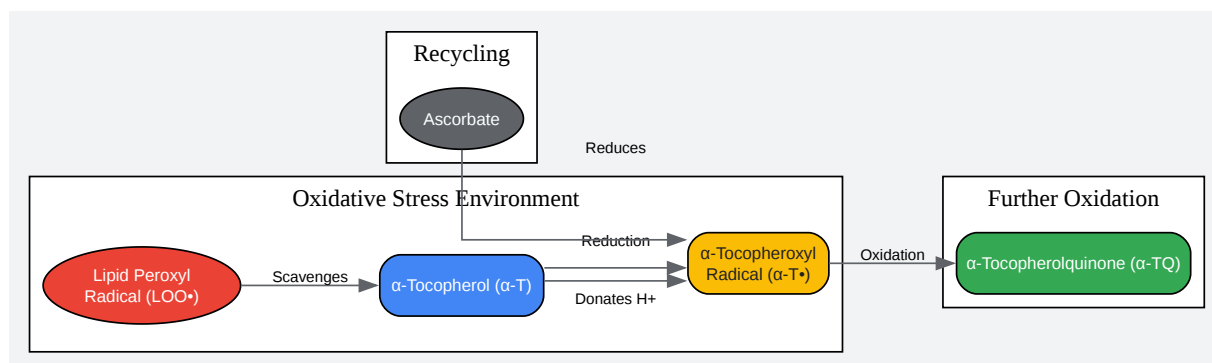 Recycling
Ascorbate
Reduces
Oxidative Stress Environment
Further Oxidation
Lipid Peroxyl
Radical (LOO•)
Scavenges
α-Tocopherol (α-T)
Reduction
Donates H+
α-Tocopheroxyl
Radical (α-T•)
Oxidation
α-Tocopherolquinone (α-TQ)